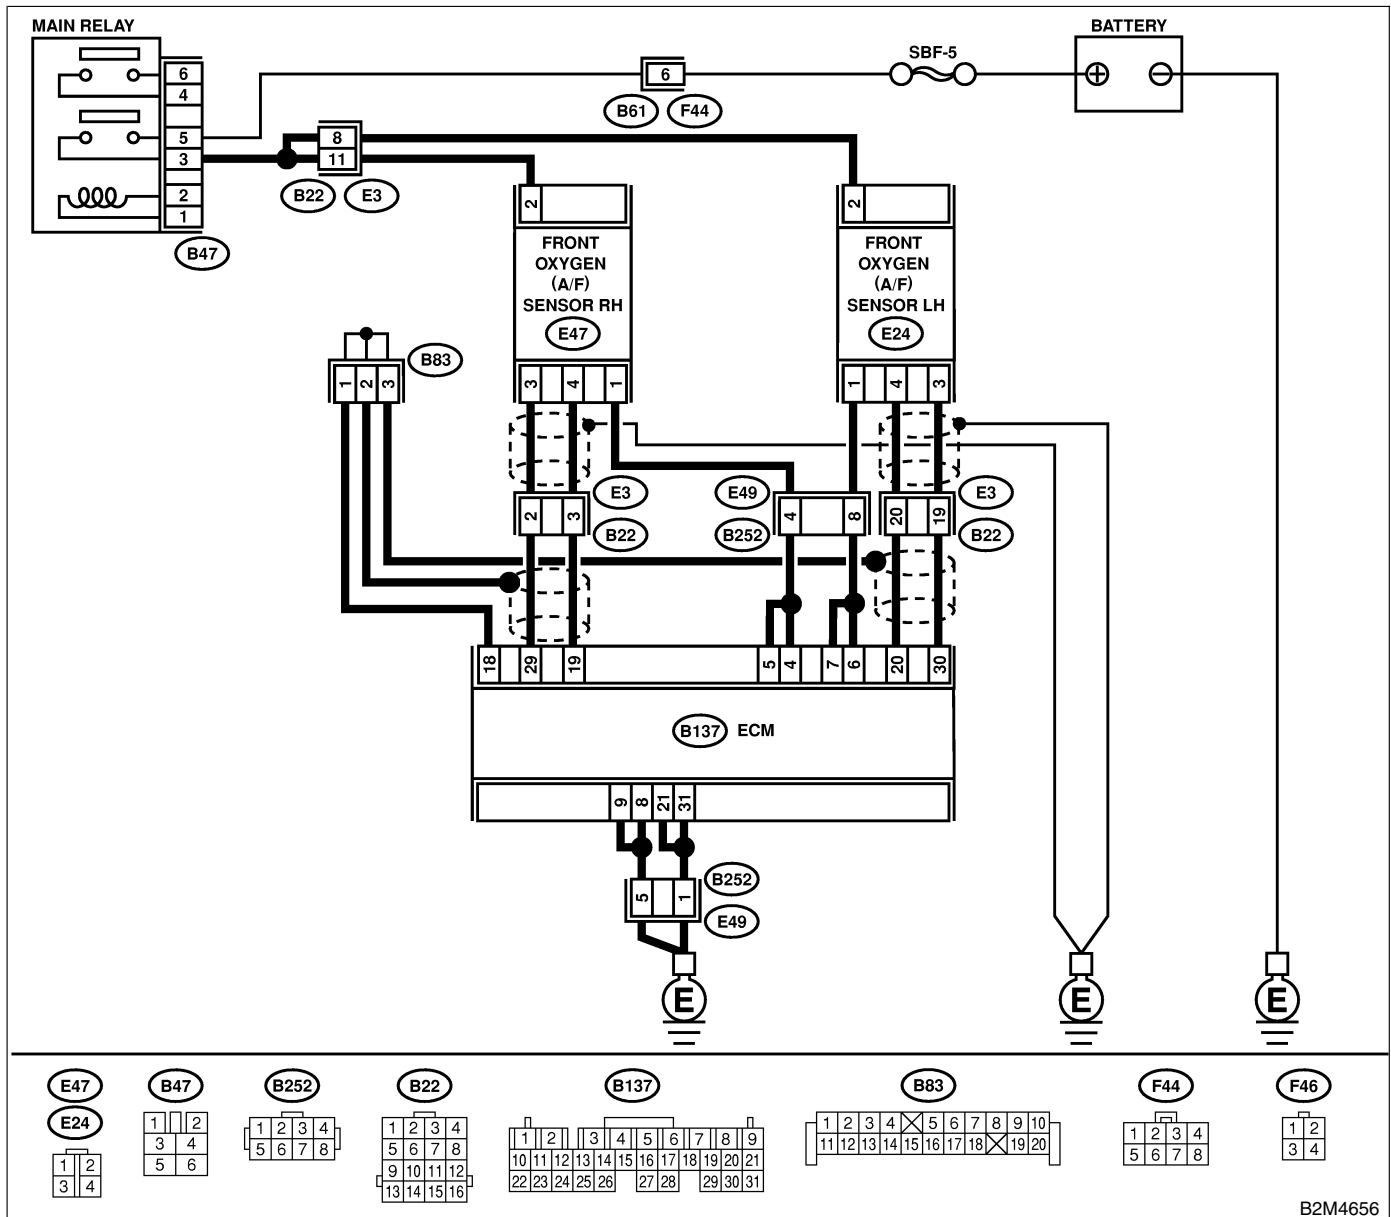 MAIN RELAY
BATTERY
SBF-5
6
6
4
B61 F44
5
8
3
11
2
B22 E3
1
B47
2
2
FRONT OXYGEN (A/F) SENSOR RH
E47
FRONT OXYGEN (A/F) SENSOR LH
E24
B83
1 2 3
3 4 1
1 4 3
E3
E49
E3
2 3
4 8
20 19
B22
B252
B22
18 29 19 5 4 7 6 20 30
B137 ECM
9 8 21 31
B252
5 1
E49
E
E
E
E47
B47
B252
B22
B137
B83
F44
F46
E24
1 2
3 4
1 2
3 4
5 6
1 2 3 4
5 6 7 8
1 2 3 4
5 6 7 8
9 10 11 12
13 14 15 16
1 2 3 4 5 6 7 8 9
10 11 12 13 14 15 16 17 18 19 20 21
22 23 24 25 26 27 28 29 30 31
1 2 3 4 5 6 7 8 9 10
11 12 13 14 15 16 17 18 19 20
1 2 3 4
5 6 7 8
1 2
3 4
B2M4656